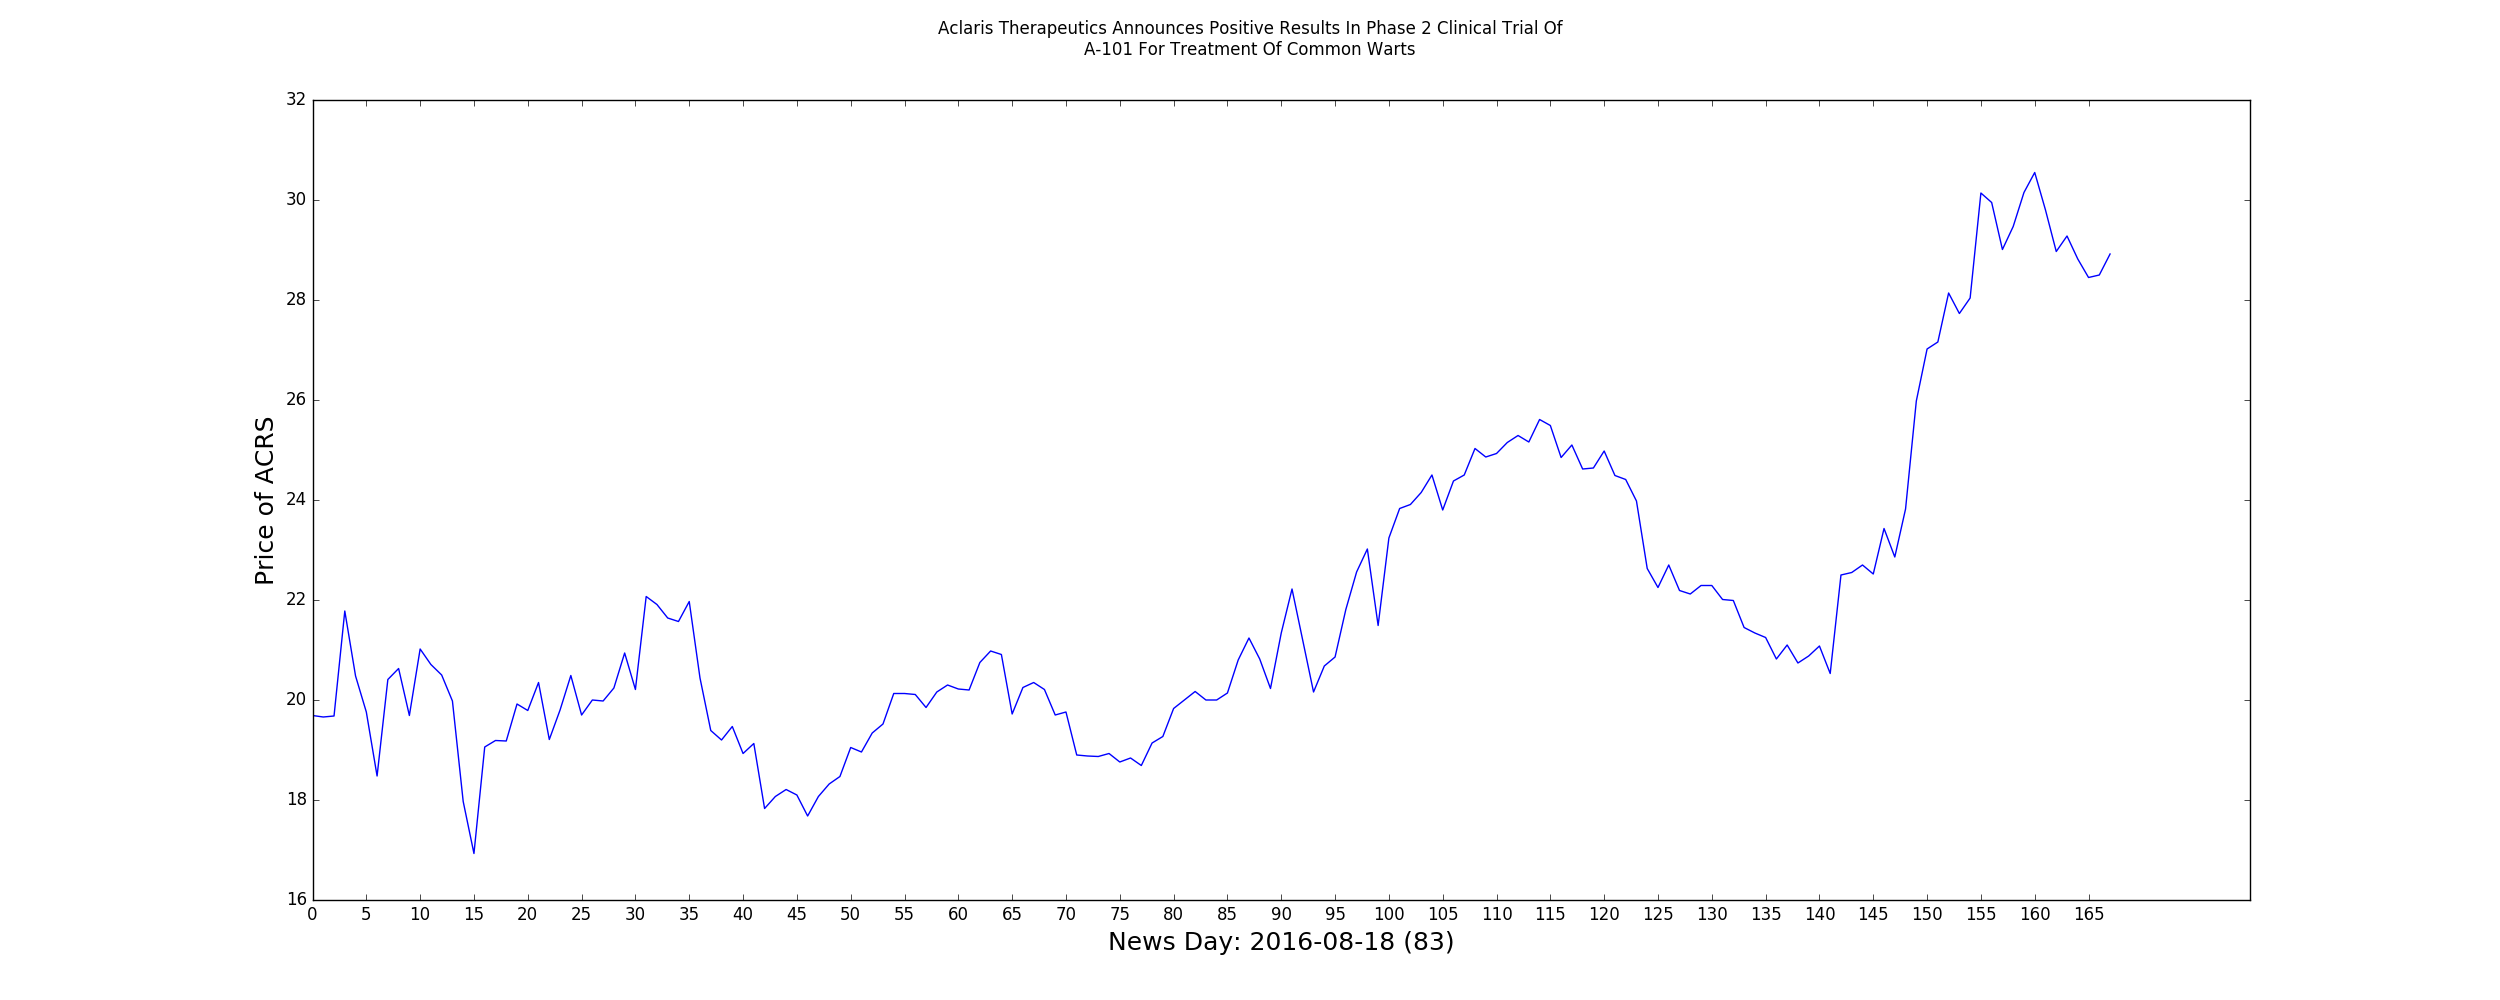 Aclaris Therapeutics Announces Positive Results In Phase 2 Clinical Trial Of
A-101 For Treatment Of Common Warts
32
30
28
26
24
22
20
18
16
Price of ACRS
0 5 10 15 20 25 30 35 40 45 50 55 60 65 70 75 80 85 90 95 100 105 110 115 120 125 130 135 140 145 150 155 160 165
News Day: 2016-08-18 (83)